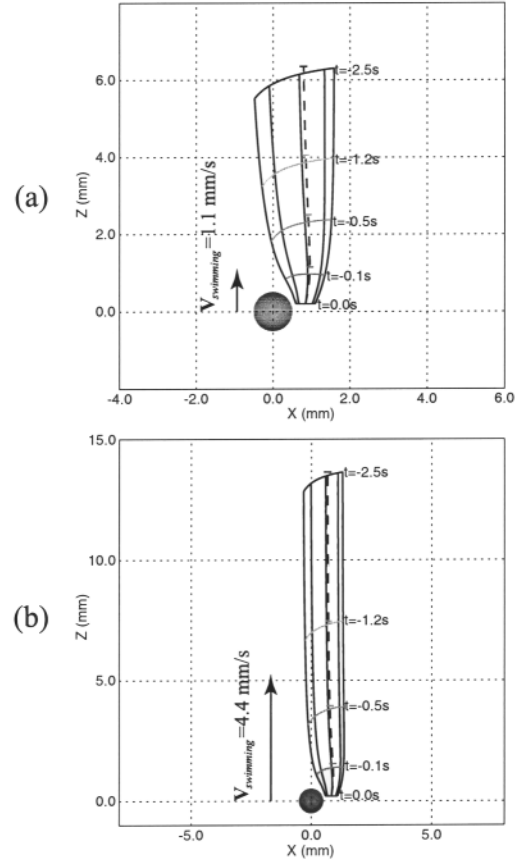 (a)
6.0
4.0
2.0
0.0
Z (mm)
t=-2.5s
t=-1.2s
t=-0.5s
t=-0.1s
t=0.0s
Vswimming=1.1 mm/s
-4.0 -2.0 0.0 2.0 4.0 6.0
X (mm)
(b)
15.0
10.0
5.0
0.0
Z (mm)
t=-2.5s
t=-1.2s
t=-0.5s
t=-0.1s
t=0.0s
Vswimming=4.4 mm/s
-5.0 0.0 5.0
X (mm)